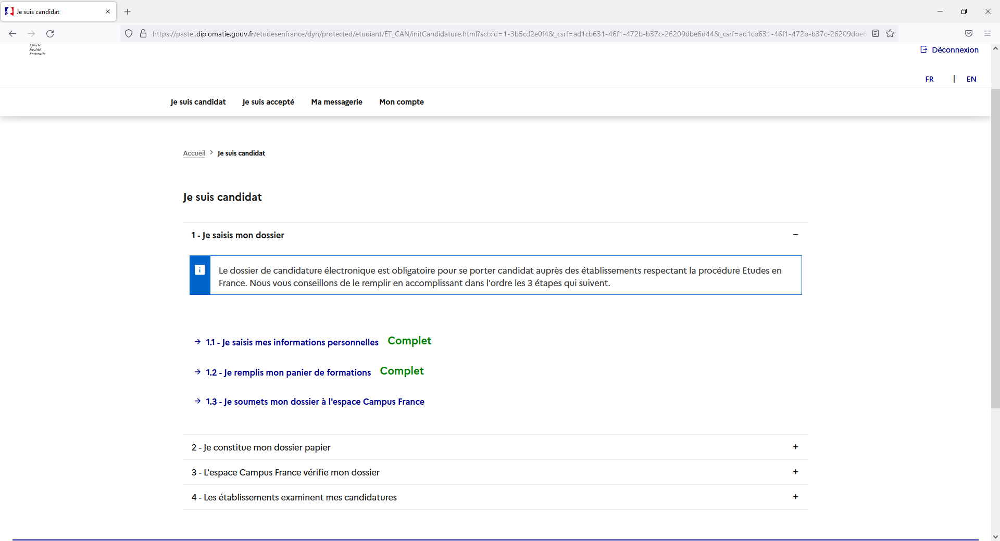 Je suis candidat
https://pastel.diplomatie.gouv.fr/etudesenfrance/dyn/protected/etudiant/ET_CAN/initCandidature.html?sctxid=1-3b5cd2e0f4&_csrf=ad1cb631-46f1-472b-b37c-26209dbe6d44&_csrf=ad1cb631-46f1-472b-b37c-26209dbe6
Liberté
Égalité
Fraternité
Déconnexion
FR | EN
Je suis candidat Je suis accepté Ma messagerie Mon compte
Accueil > Je suis candidat
Je suis candidat
1 - Je saisis mon dossier
Le dossier de candidature électronique est obligatoire pour se porter candidat auprès des établissements respectant la procédure Etudes en
France. Nous vous conseillons de le remplir en accomplissant dans l'ordre les 3 étapes qui suivent.
1.1 - Je saisis mes informations personnelles Complet
1.2 - Je remplis mon panier de formations Complet
1.3 - Je soumets mon dossier à l'espace Campus France
2 - Je constitue mon dossier papier
3 - L'espace Campus France vérifie mon dossier
4 - Les établissements examinent mes candidatures